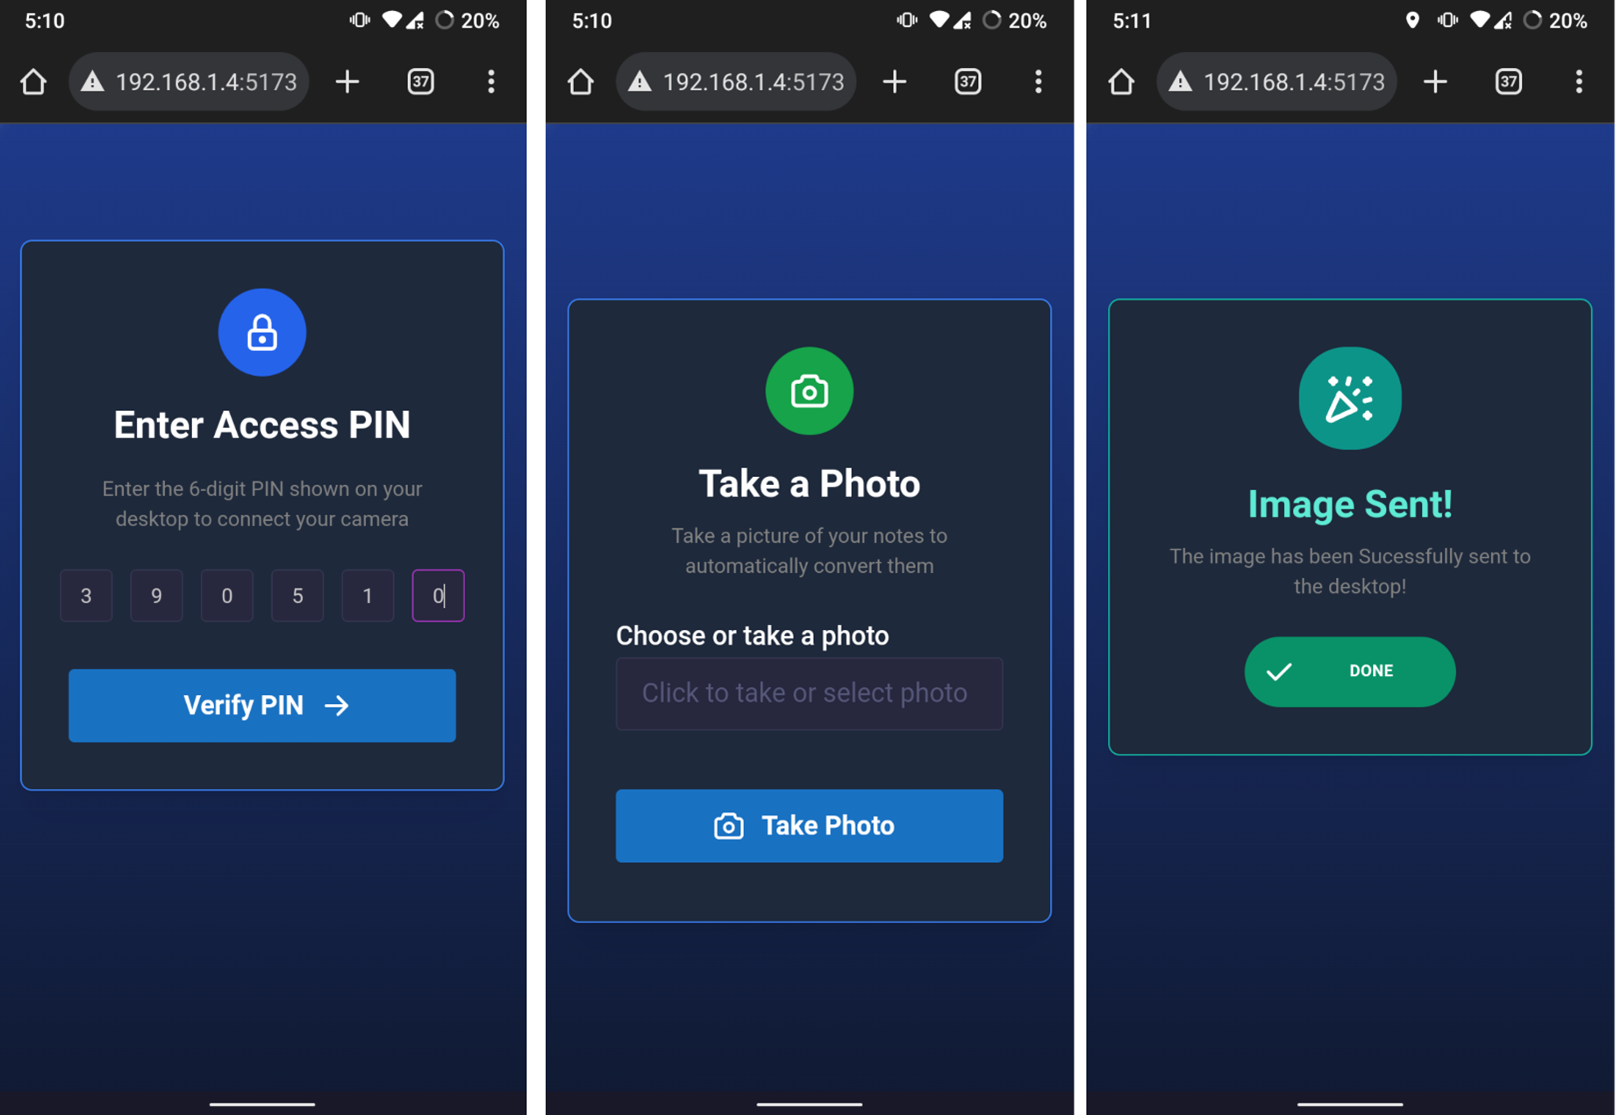 5:10
20%
192.168.1.4:5173
37
Enter Access PIN
Enter the 6-digit PIN shown on your
desktop to connect your camera
3 9 0 5 1 0
Verify PIN
5:10
20%
192.168.1.4:5173
37
Take a Photo
Take a picture of your notes to
automatically convert them
Choose or take a photo
Click to take or select photo
Take Photo
5:11
20%
192.168.1.4:5173
37
Image Sent!
The image has been Sucessfully sent to
the desktop!
DONE